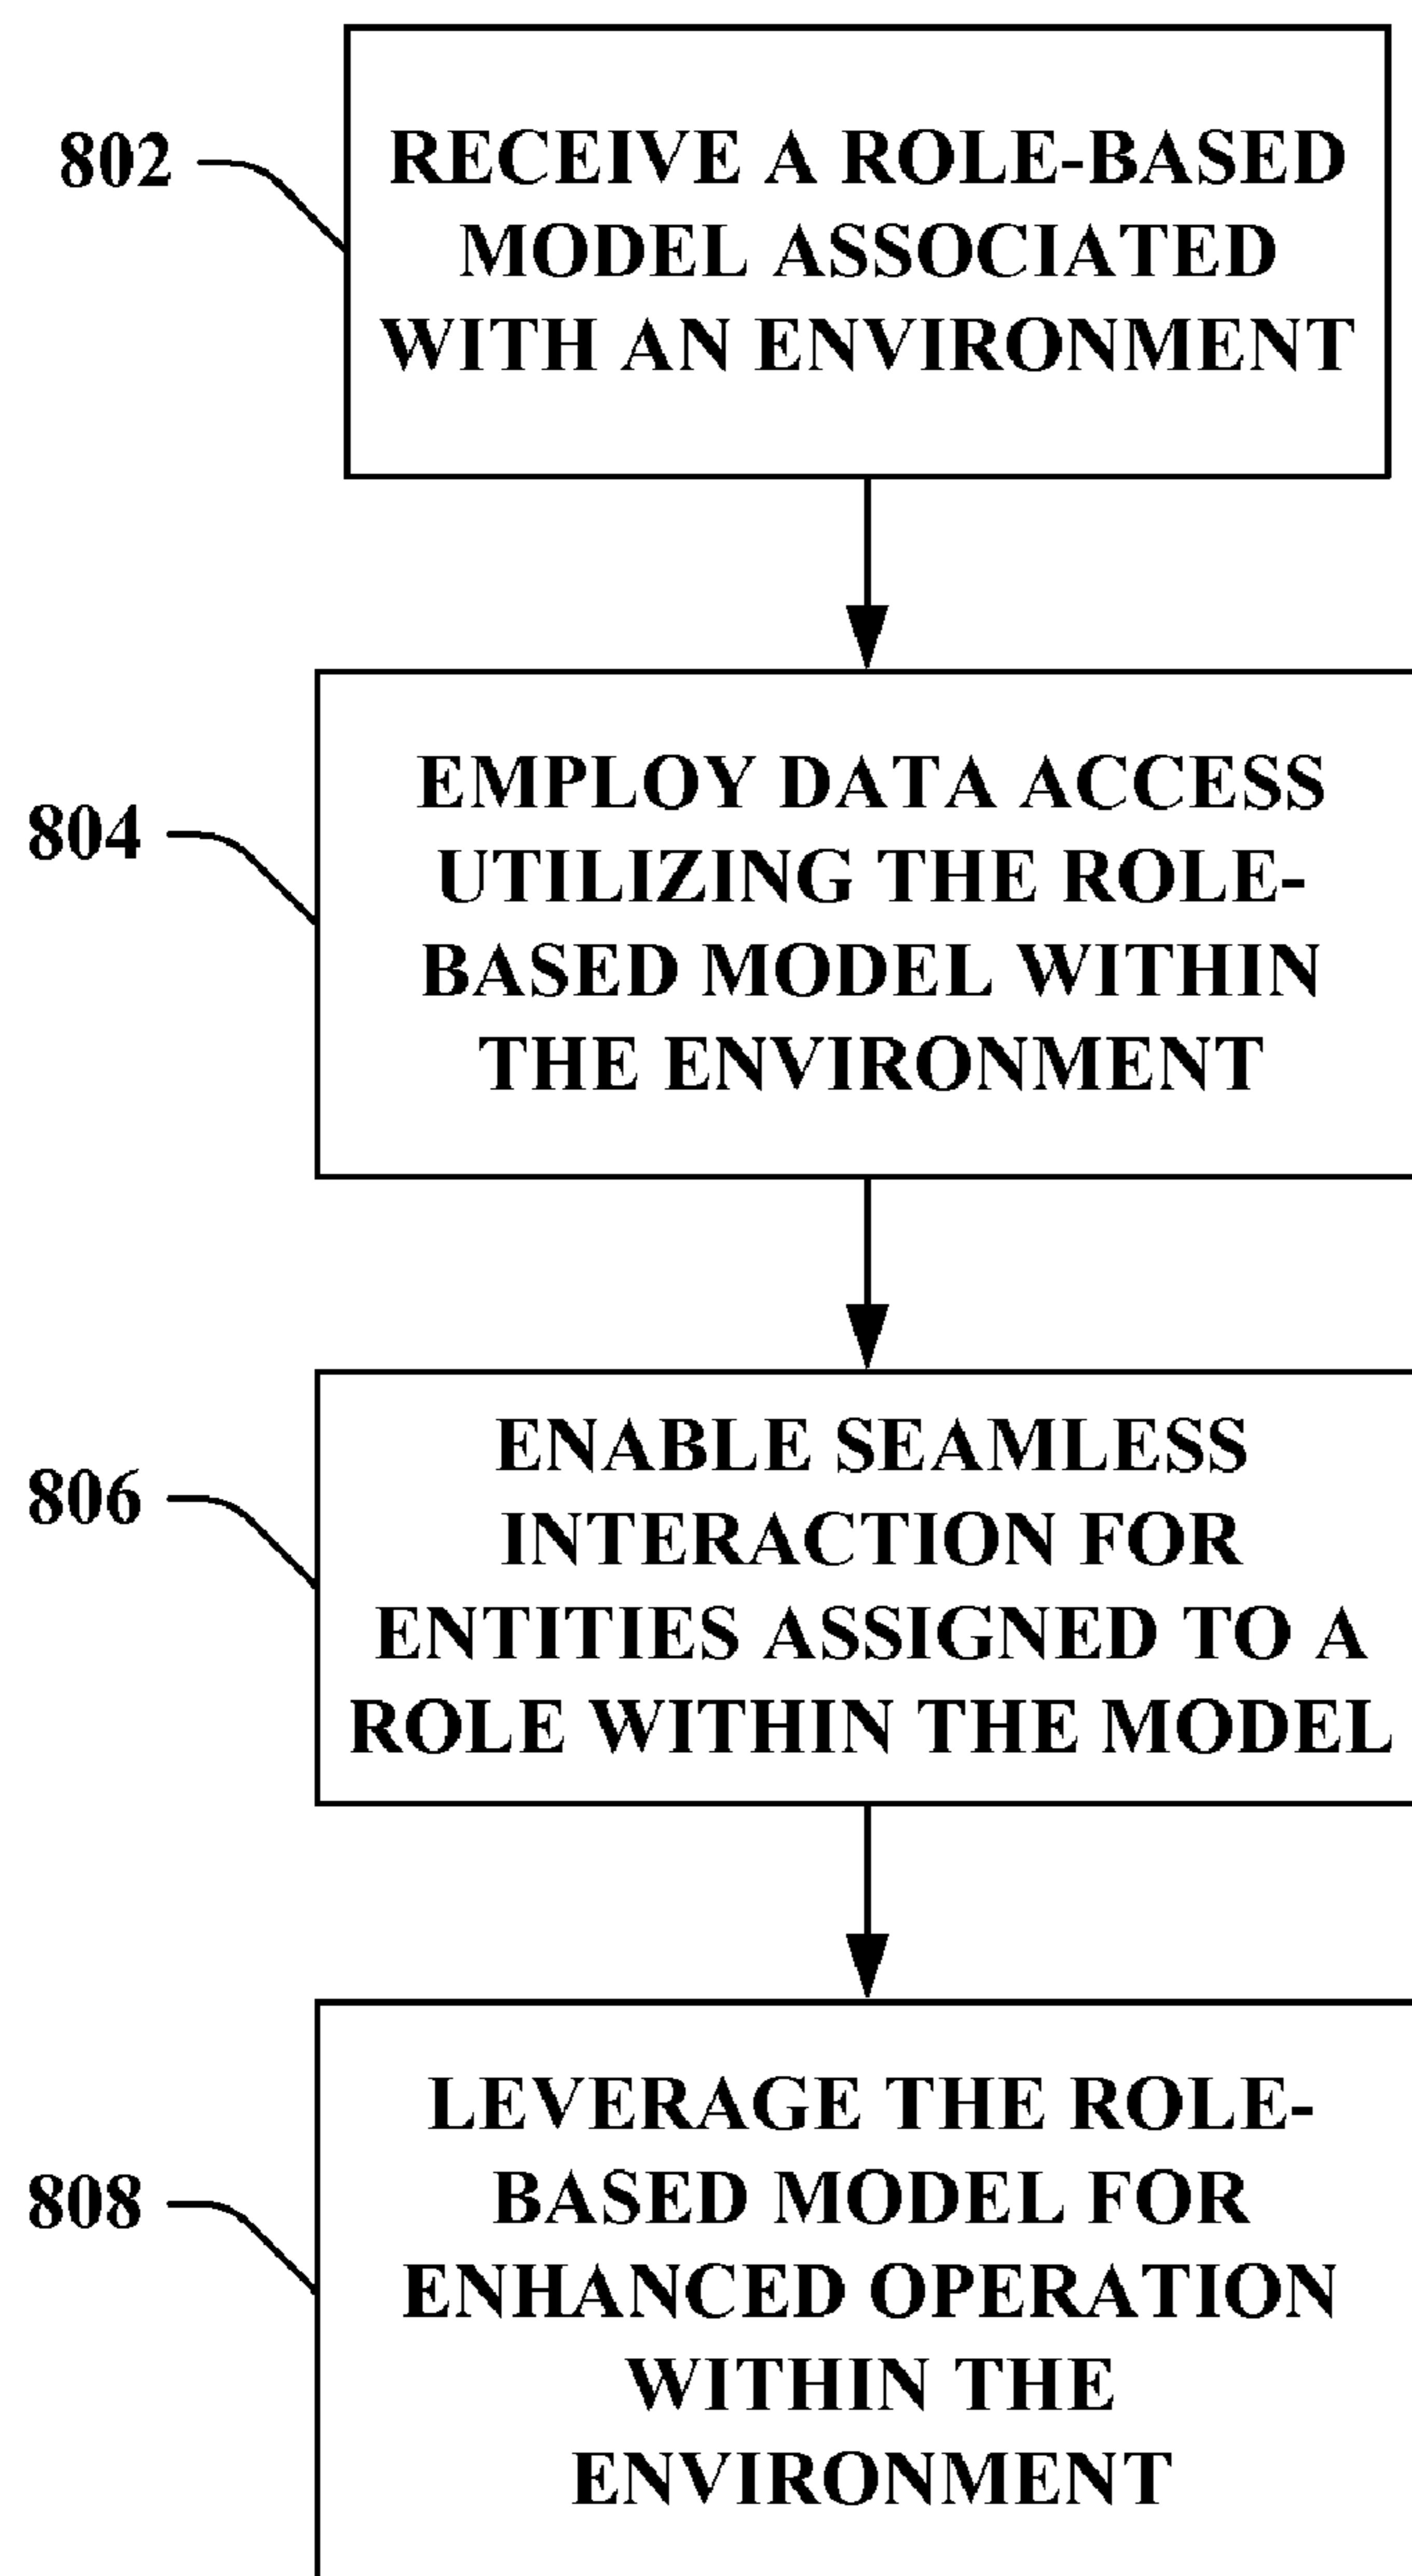 802
RECEIVE A ROLE-BASED
MODEL ASSOCIATED
WITH AN ENVIRONMENT
804
EMPLOY DATA ACCESS
UTILIZING THE ROLE-
BASED MODEL WITHIN
THE ENVIRONMENT
806
ENABLE SEAMLESS
INTERACTION FOR
ENTITIES ASSIGNED TO A
ROLE WITHIN THE MODEL
808
LEVERAGE THE ROLE-
BASED MODEL FOR
ENHANCED OPERATION
WITHIN THE
ENVIRONMENT